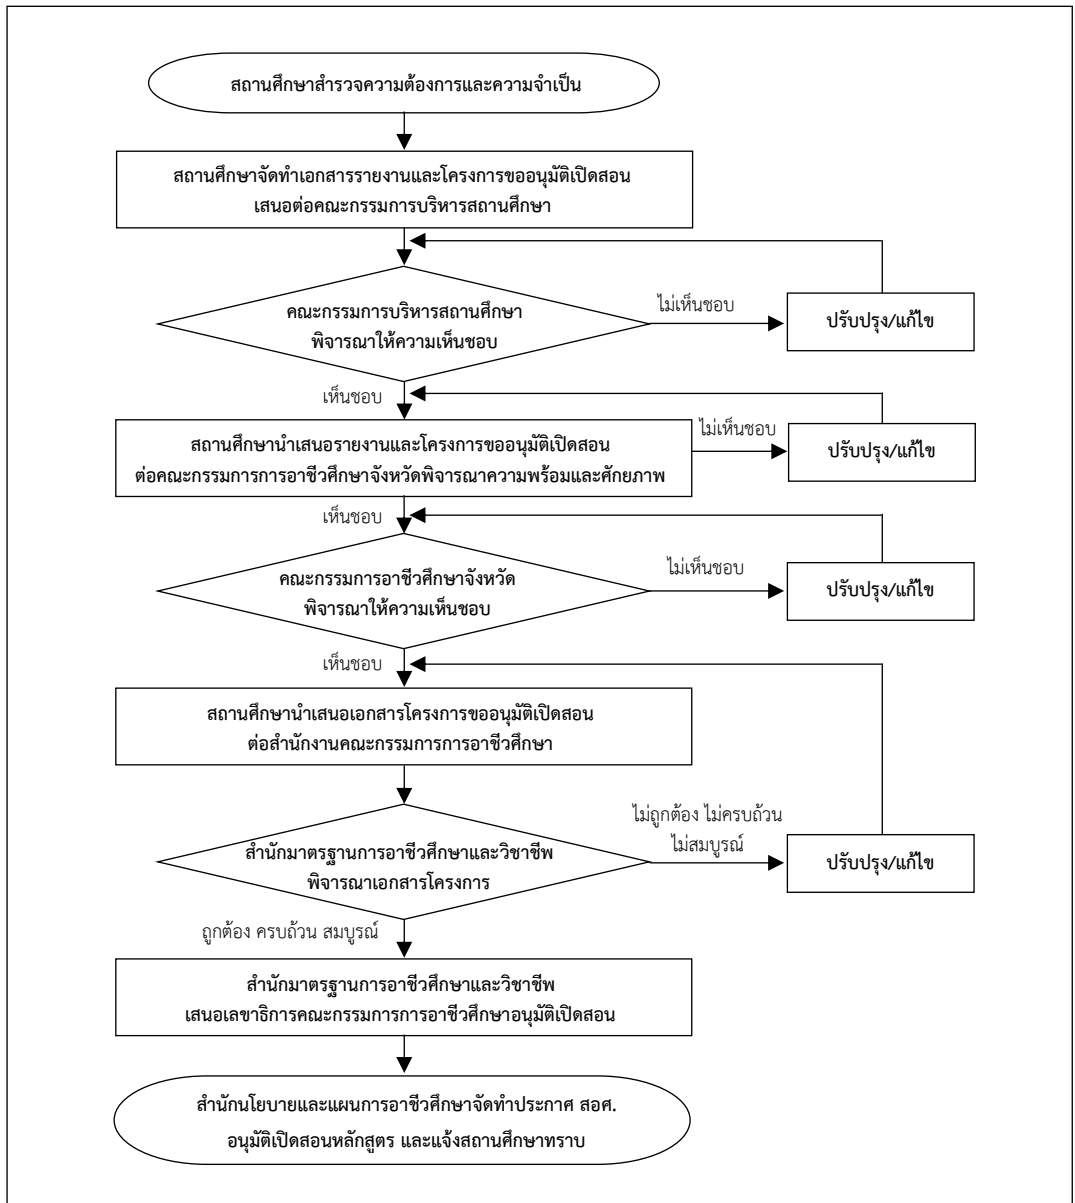 สถานศึกษาสำรวจความต้องการและความจำเป็น
สถานศึกษาจัดทำเอกสารรายงานและโครงการขออนุมัติเปิดสอน
เสนอต่อคณะกรรมการบริหารสถานศึกษา
คณะกรรมการบริหารสถานศึกษา
พิจารณาให้ความเห็นชอบ
ไม่เห็นชอบ
ปรับปรุง/แก้ไข
เห็นชอบ
สถานศึกษานำเสนอรายงานและโครงการขออนุมัติเปิดสอน
ต่อคณะกรรมการการอาชีวศึกษาจังหวัดพิจารณาความพร้อมและศักยภาพ
ไม่เห็นชอบ
ปรับปรุง/แก้ไข
เห็นชอบ
คณะกรรมการอาชีวศึกษาจังหวัด
พิจารณาให้ความเห็นชอบ
ไม่เห็นชอบ
ปรับปรุง/แก้ไข
เห็นชอบ
สถานศึกษานำเสนอเอกสารโครงการขออนุมัติเปิดสอน
ต่อสำนักงานคณะกรรมการการอาชีวศึกษา
สำนักมาตรฐานการอาชีวศึกษาและวิชาชีพ
พิจารณาเอกสารโครงการ
ไม่ถูกต้อง ไม่ครบถ้วน
ไม่สมบูรณ์
ปรับปรุง/แก้ไข
ถูกต้อง ครบถ้วน สมบูรณ์
สำนักมาตรฐานการอาชีวศึกษาและวิชาชีพ
เสนอเลขาธิการคณะกรรมการการอาชีวศึกษาอนุมัติเปิดสอน
สำนักนโยบายและแผนการอาชีวศึกษาจัดทำประกาศ สอศ.
อนุมัติเปิดสอนหลักสูตร และแจ้งสถานศึกษาทราบ